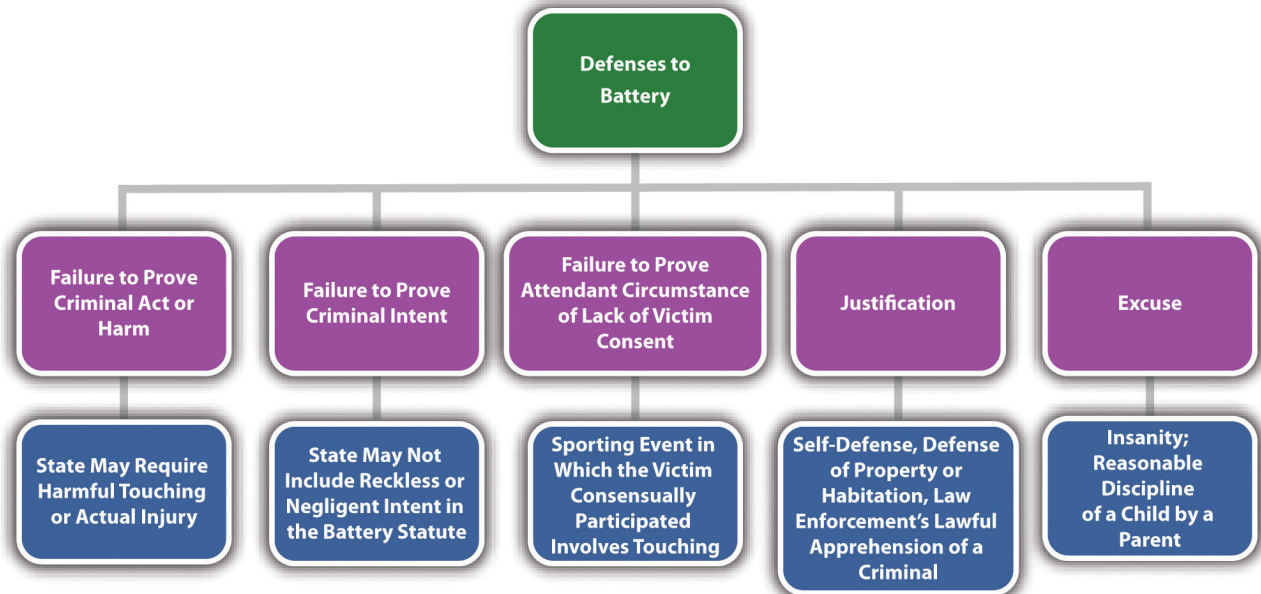 Defenses to
Battery
Failure to Prove
Criminal Act or
Harm
Failure to Prove
Criminal Intent
Failure to Prove
Attendant Circumstance
of Lack of Victim
Consent
Justification
Excuse
State May Require
Harmful Touching
or Actual Injury
State May Not
Include Reckless or
Negligent Intent in
the Battery Statute
Sporting Event in
Which the Victim
Consensually
Participated
Involves Touching
Self-Defense, Defense
of Property or
Habitation, Law
Enforcement’s Lawful
Apprehension of a
Criminal
Insanity;
Reasonable
Discipline
of a Child by a
Parent